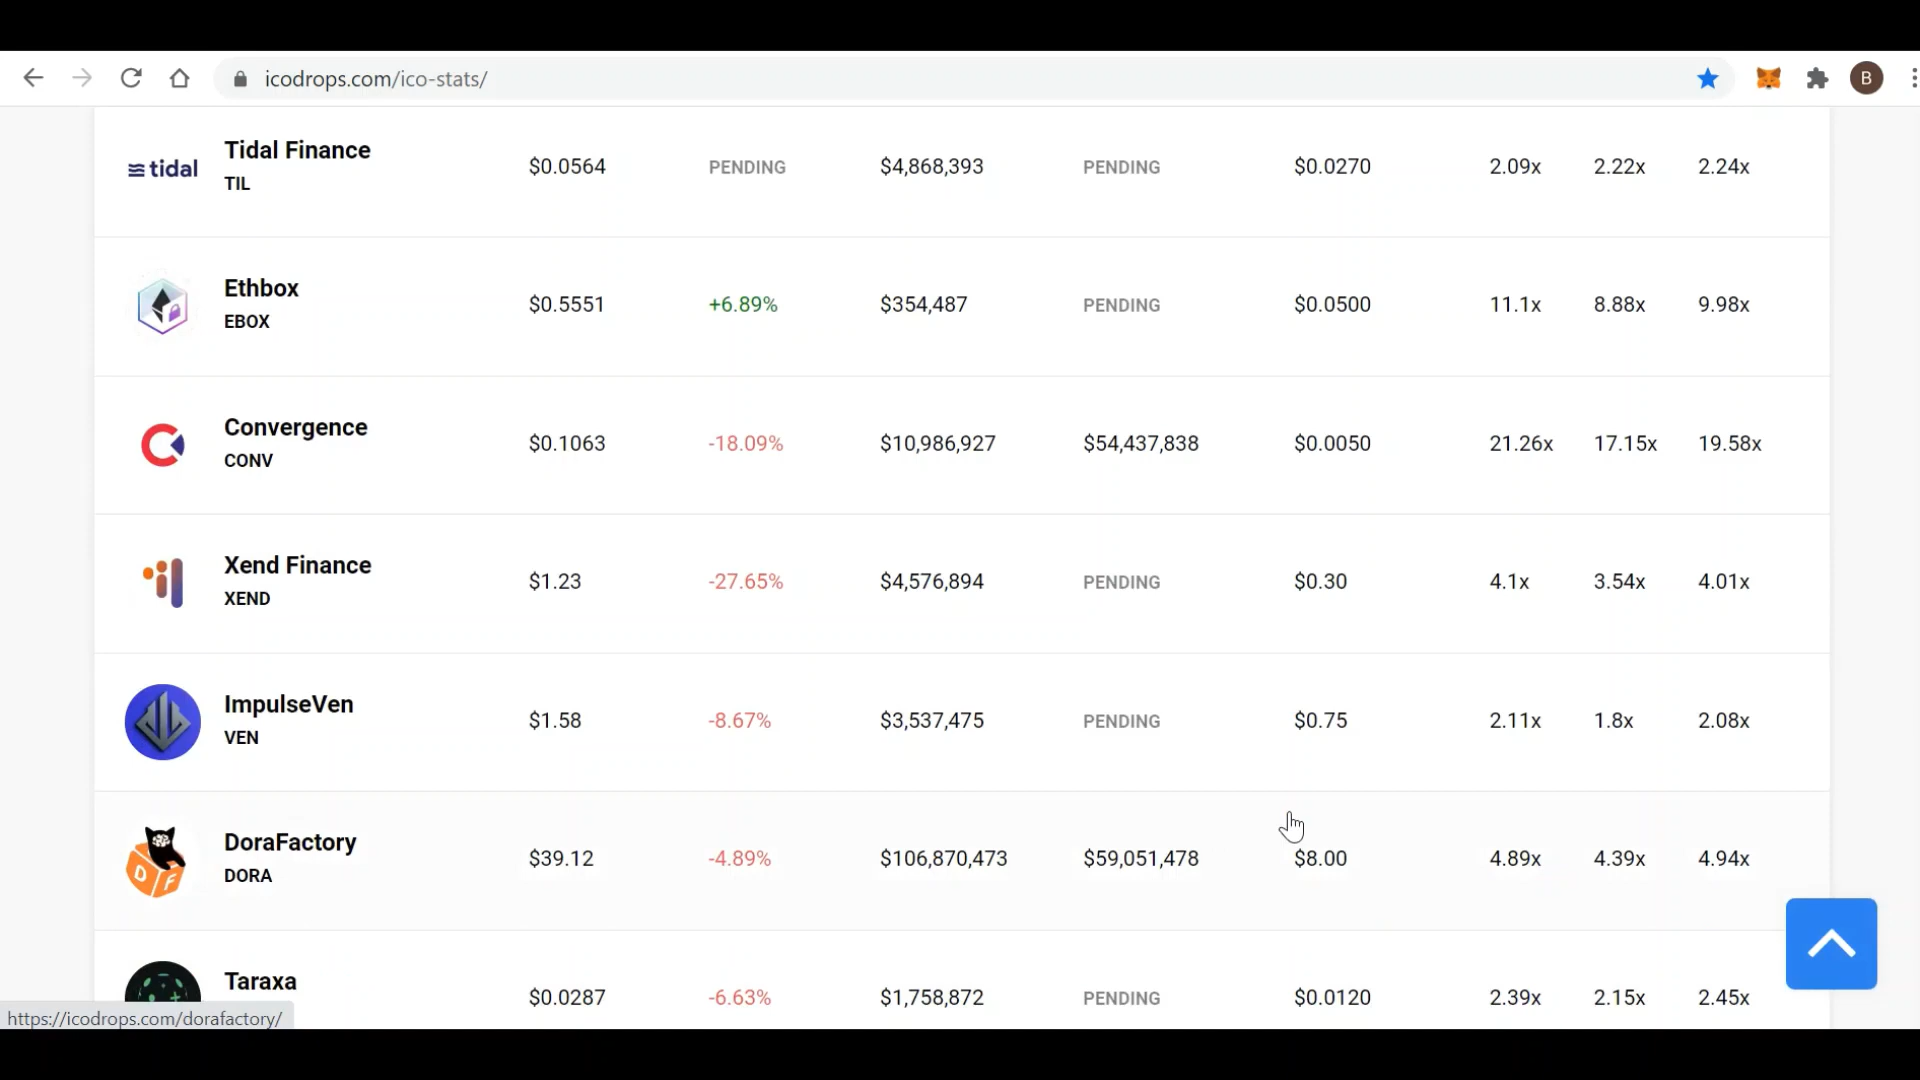 icodrops.com/ico-stats/
B
tidal
Tidal Finance
TIL
$0.0564 PENDING $4,868,393 PENDING $0.0270 2.09x 2.22x 2.24x
Ethbox
EBOX
$0.5551 +6.89% $354,487 PENDING $0.0500 11.1x 8.88x 9.98x
Convergence
CONV
$0.1063 -18.09% $10,986,927 $54,437,838 $0.0050 21.26x 17.15x 19.58x
Xend Finance
XEND
$1.23 -27.65% $4,576,894 PENDING $0.30 4.1x 3.54x 4.01x
ImpulseVen
VEN
$1.58 -8.67% $3,537,475 PENDING $0.75 2.11x 1.8x 2.08x
D F
DoraFactory
DORA
$39.12 -4.89% $106,870,473 $59,051,478 $8.00 4.89x 4.39x 4.94x
Taraxa
$0.0287 -6.63% $1,758,872 PENDING $0.0120 2.39x 2.15x 2.45x
https://icodrops.com/dorafactory/